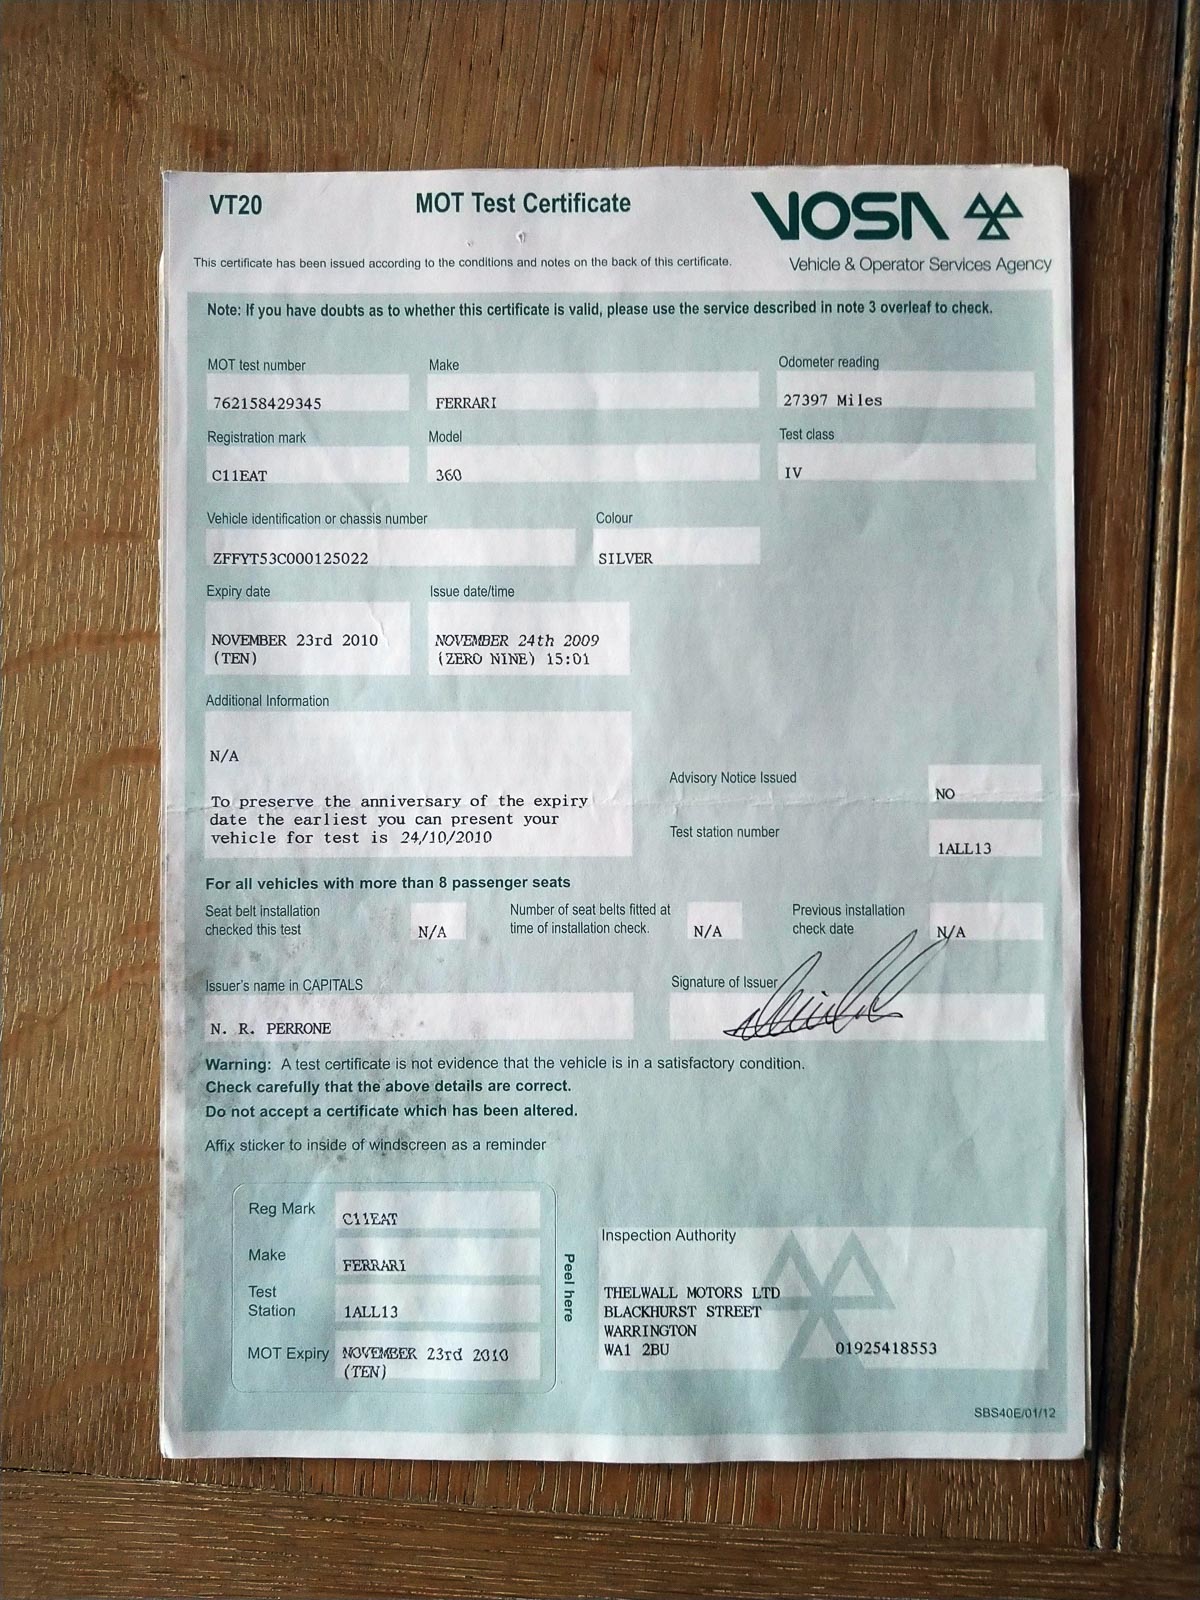 VT20
MOT Test Certificate
VOSA
This certificate has been issued according to the conditions and notes on the back of this certificate.
Vehicle & Operator Services Agency
Note: If you have doubts as to whether this certificate is valid, please use the service described in note 3 overleaf to check.
MOT test number
762158429345
Make
FERRARI
Odometer reading
27397 Miles
Registration mark
C11EAT
Model
360
Test class
IV
Vehicle identification or chassis number
ZFFYT53C000125022
Colour
SILVER
Expiry date
NOVEMBER 23rd 2010
(TEN)
Issue date/time
NOVEMBER 24th 2009
(ZERO NINE) 15:01
Additional Information
N/A
To preserve the anniversary of the expiry
date the earliest you can present your
vehicle for test is 24/10/2010
Advisory Notice Issued
NO
Test station number
1ALL13
For all vehicles with more than 8 passenger seats
Seat belt installation
checked this test
N/A
Number of seat belts fitted at
time of installation check.
N/A
Previous installation
check date
N/A
Issuer's name in CAPITALS
N. R. PERRONE
Signature of Issuer
Warning: A test certificate is not evidence that the vehicle is in a satisfactory condition.
Check carefully that the above details are correct.
Do not accept a certificate which has been altered.
Affix sticker to inside of windscreen as a reminder
Reg Mark
C11EAT
Make
FERRARI
Test
Station
1ALL13
MOT Expiry
NOVEMBER 23rd 2010
(TEN)
Peel here
Inspection Authority
THELWALL MOTORS LTD
BLACKHURST STREET
WARRINGTON
WA1 2BU
01925418553
SBS40E/01/12